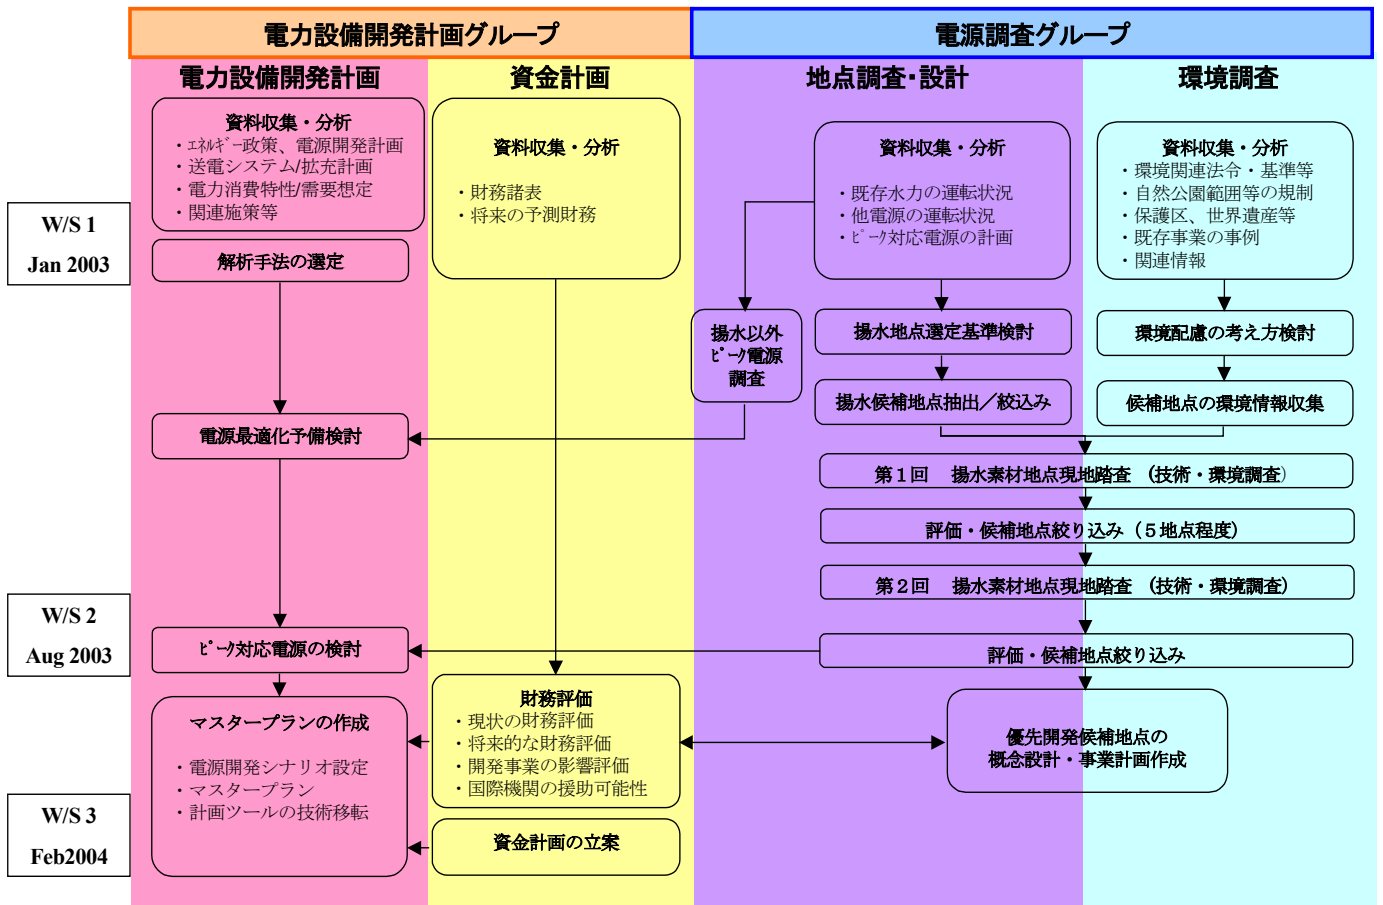 電力設備開発計画グループ
電源調査グループ
電力設備開発計画
資金計画
地点調査・設計
環境調査
W/S 1
Jan 2003
W/S 2
Aug 2003
W/S 3
Feb2004
資料収集・分析
・ｴﾈﾙｷﾞｰ政策、電源開発計画
・送電システム/拡充計画
・電力消費特性/需要想定
・関連施策等
解析手法の選定
電源最適化予備検討
ﾋﾟｰｸ対応電源の検討
マスタープランの作成
・電源開発シナリオ設定
・マスタープラン
・計画ツールの技術移転
資料収集・分析
・財務諸表
・将来の予測財務
財務評価
・現状の財務評価
・将来的な財務評価
・開発事業の影響評価
・国際機関の援助可能性
資金計画の立案
資料収集・分析
・既存水力の運転状況
・他電源の運転状況
・ﾋﾟｰｸ対応電源の計画
揚水以外
ﾋﾟｰｸ電源
調査
揚水地点選定基準検討
揚水候補地点抽出／絞込み
資料収集・分析
・環境関連法令・基準等
・自然公園範囲等の規制
・保護区、世界遺産等
・既存事業の事例
・関連情報
環境配慮の考え方検討
候補地点の環境情報収集
第１回　揚水素材地点現地踏査　(技術・環境調査)
評価・候補地点絞り込み（５地点程度）
第２回　揚水素材地点現地踏査　(技術・環境調査)
評価・候補地点絞り込み
優先開発候補地点の
概念設計・事業計画作成